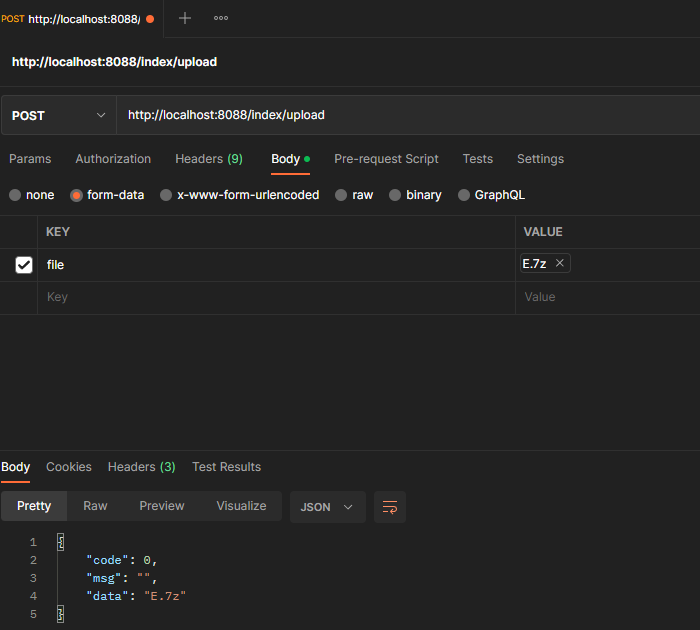 POST http://localhost:8088/
http://localhost:8088/index/upload
POST http://localhost:8088/index/upload
Params Authorization Headers (9) Body Pre-request Script Tests Settings
none form-data x-www-form-urlencoded raw binary GraphQL
KEY VALUE
file E.7z
Key Value
Body Cookies Headers (3) Test Results
Pretty Raw Preview Visualize JSON
1 {
2 "code": 0,
3 "msg": "",
4 "data": "E.7z"
5 }